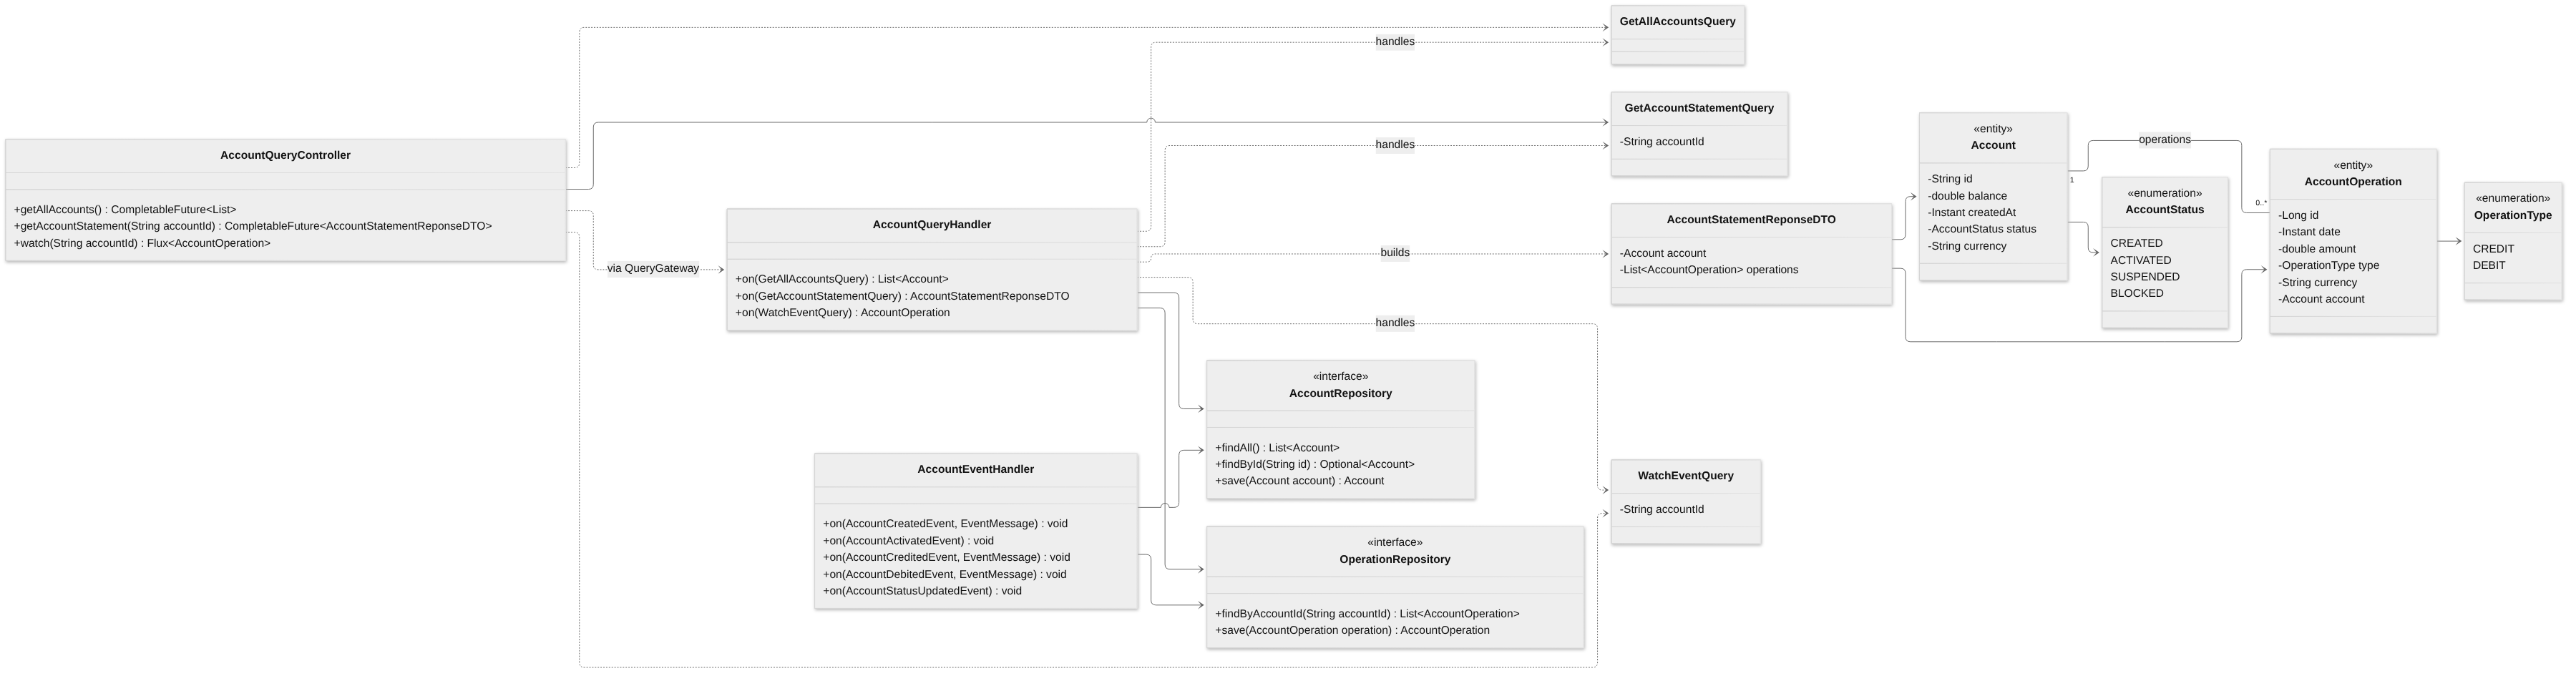 AccountQueryController
+getAllAccounts() : CompletableFuture<List>
+getAccountStatement(String accountId) : CompletableFuture<AccountStatementReponseDTO>
+watch(String accountId) : Flux<AccountOperation>
via QueryGateway
AccountQueryHandler
+on(GetAllAccountsQuery) : List<Account>
+on(GetAccountStatementQuery) : AccountStatementReponseDTO
+on(WatchEventQuery) : AccountOperation
AccountEventHandler
+on(AccountCreatedEvent, EventMessage) : void
+on(AccountActivatedEvent) : void
+on(AccountCreditedEvent, EventMessage) : void
+on(AccountDebitedEvent, EventMessage) : void
+on(AccountStatusUpdatedEvent) : void
handles
handles
builds
handles
«interface»
AccountRepository
+findAll() : List<Account>
+findById(String id) : Optional<Account>
+save(Account account) : Account
«interface»
OperationRepository
+findByAccountId(String accountId) : List<AccountOperation>
+save(AccountOperation operation) : AccountOperation
GetAllAccountsQuery
GetAccountStatementQuery
-String accountId
AccountStatementReponseDTO
-Account account
-List<AccountOperation> operations
WatchEventQuery
-String accountId
«entity»
Account
-String id
-double balance
-Instant createdAt
-AccountStatus status
-String currency
1
operations
0..*
«enumeration»
AccountStatus
CREATED
ACTIVATED
SUSPENDED
BLOCKED
«entity»
AccountOperation
-Long id
-Instant date
-double amount
-OperationType type
-String currency
-Account account
«enumeration»
OperationType
CREDIT
DEBIT